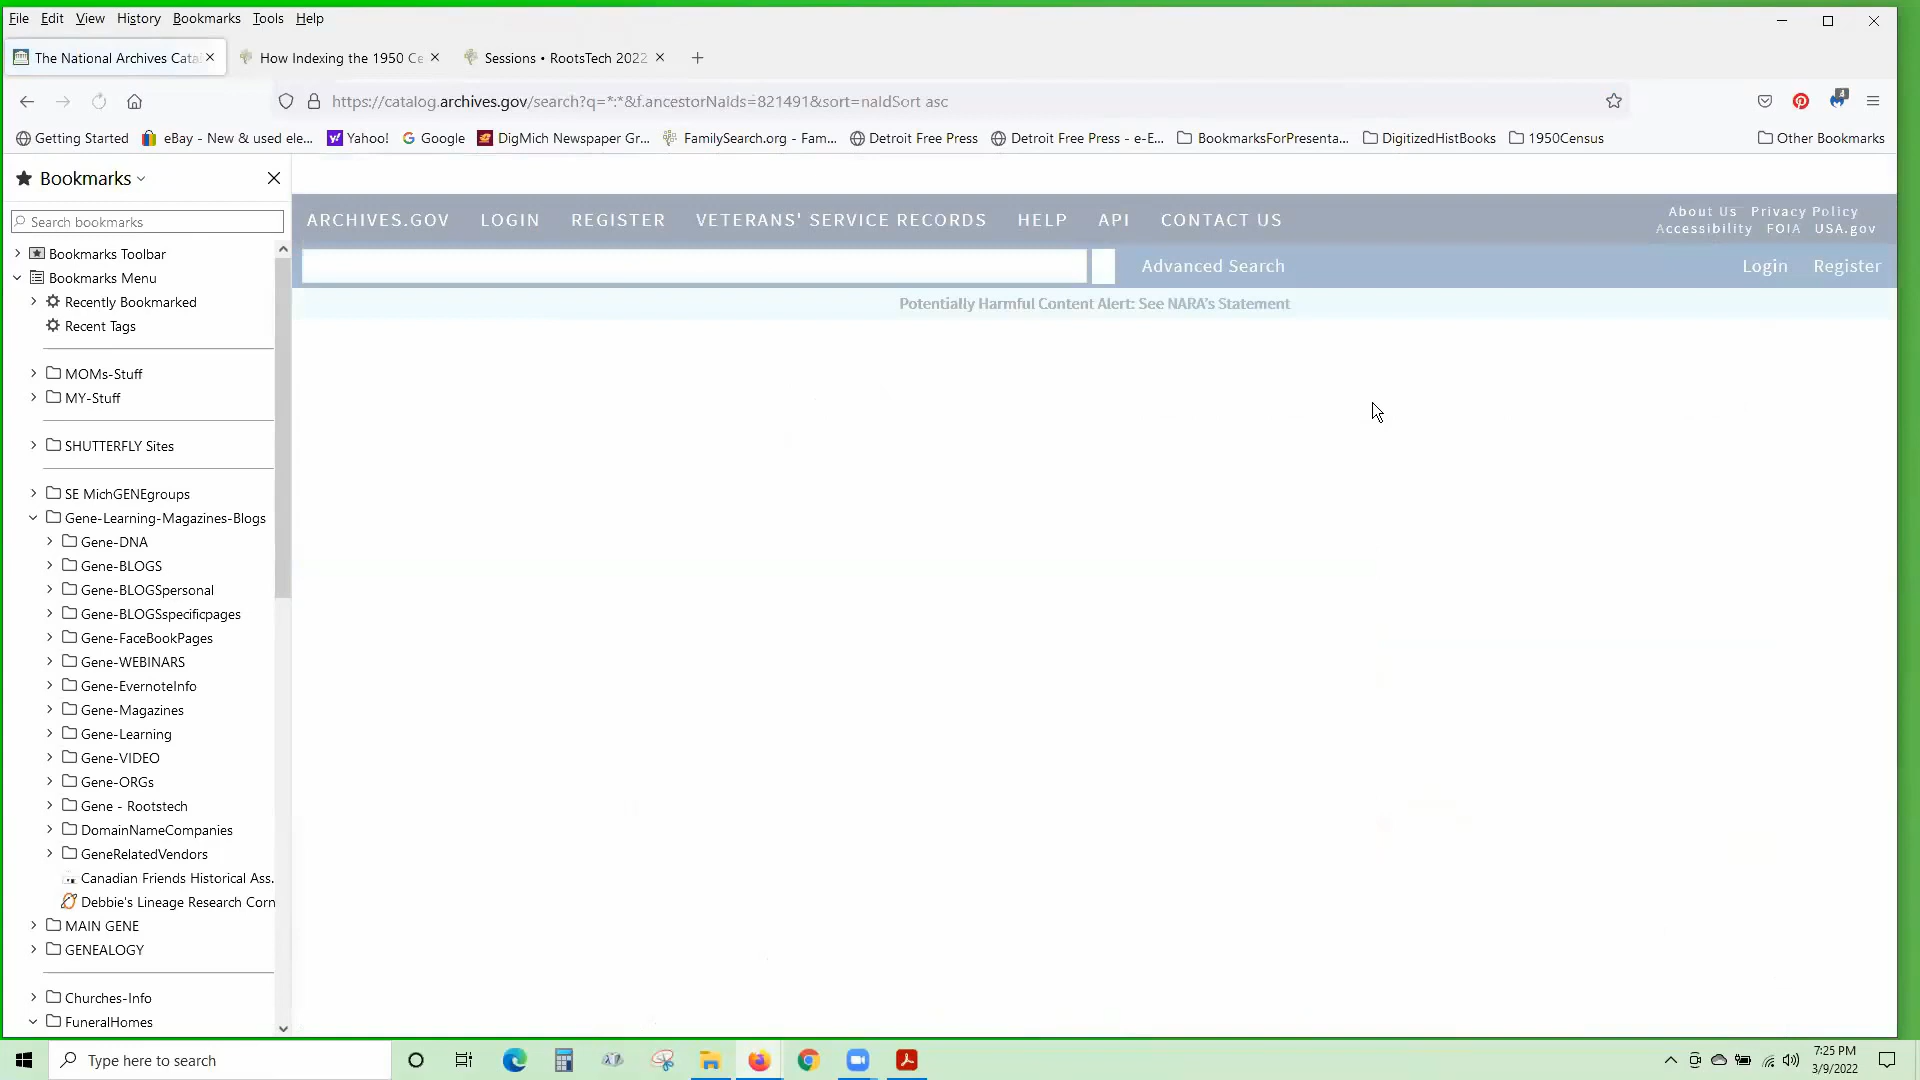 File Edit View History Bookmarks Tools Help
The National Archives Cata
How Indexing the 1950 Ce
Sessions • RootsTech 2022
https://catalog.archives.gov/search?q=*:*&f.ancestorNaIds=821491&sort=naIdSort asc
4
Getting Started
eBay - New & used ele...
Yahoo!
Google
DigMich Newspaper Gr...
FamilySearch.org - Fam...
Detroit Free Press
Detroit Free Press - e-E...
BookmarksForPresenta...
DigitizedHistBooks
1950Census
Other Bookmarks
Bookmarks
Search bookmarks
Bookmarks Toolbar
Bookmarks Menu
Recently Bookmarked
Recent Tags
MOMs-Stuff
MY-Stuff
SHUTTERFLY Sites
SE MichGENEgroups
Gene-Learning-Magazines-Blogs
Gene-DNA
Gene-BLOGS
Gene-BLOGSpersonal
Gene-BLOGSspecificpages
Gene-FaceBookPages
Gene-WEBINARS
Gene-EvernoteInfo
Gene-Magazines
Gene-Learning
Gene-VIDEO
Gene-ORGs
Gene - Rootstech
DomainNameCompanies
GeneRelatedVendors
Canadian Friends Historical Ass.
Debbie's Lineage Research Corn
MAIN GENE
GENEALOGY
Churches-Info
FuneralHomes
ARCHIVES.GOV LOGIN REGISTER VETERANS' SERVICE RECORDS HELP API CONTACT US
About Us Privacy Policy
Accessibility FOIA USA.gov
Advanced Search
Login Register
Potentially Harmful Content Alert: See NARA's Statement
Type here to search
7:25 PM
3/9/2022